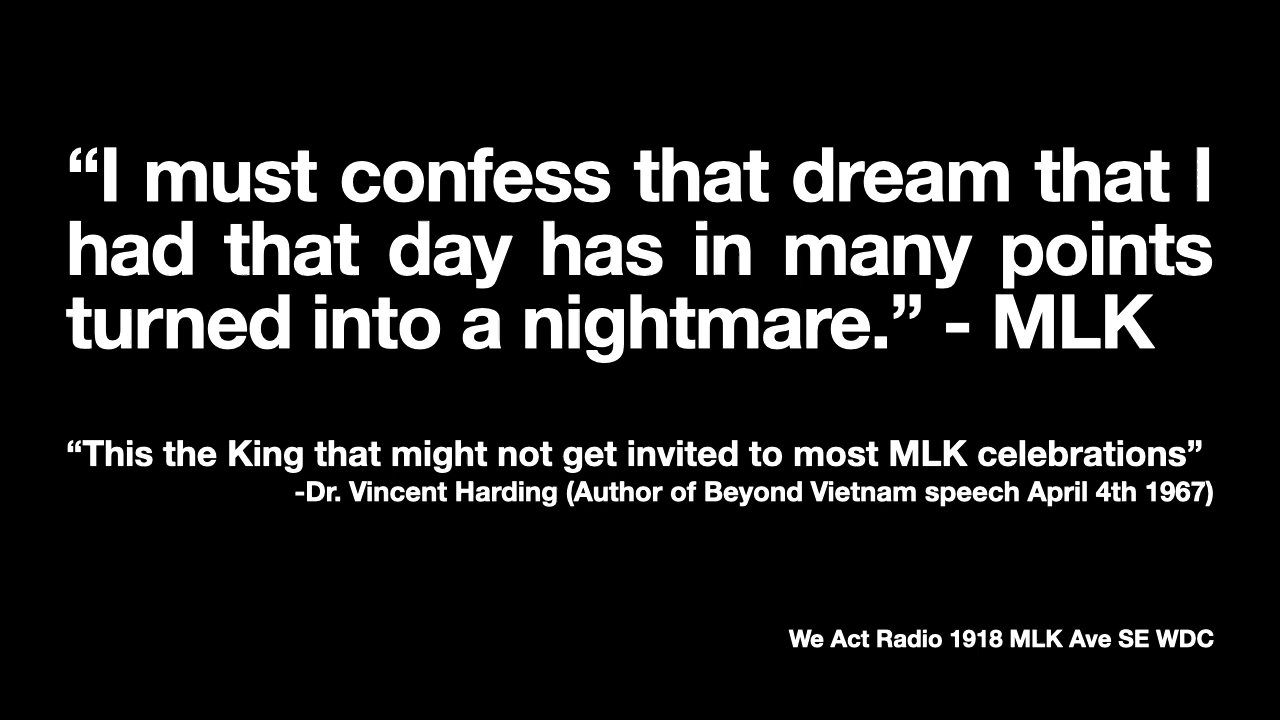 “I must confess that dream that I
had that day has in many points
turned into a nightmare.” - MLK
“This the King that might not get invited to most MLK celebrations”
-Dr. Vincent Harding (Author of Beyond Vietnam speech April 4th 1967)
We Act Radio 1918 MLK Ave SE WDC